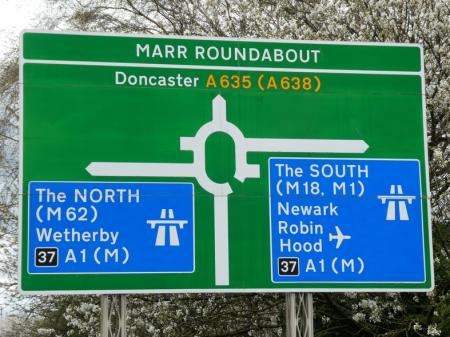 MARR ROUNDABOUT
Doncaster A635 (A638)
The NORTH
(M62)
Wetherby
37 A1(M)
The SOUTH
(M18, M1)
Newark
Robin
Hood
37 A1(M)